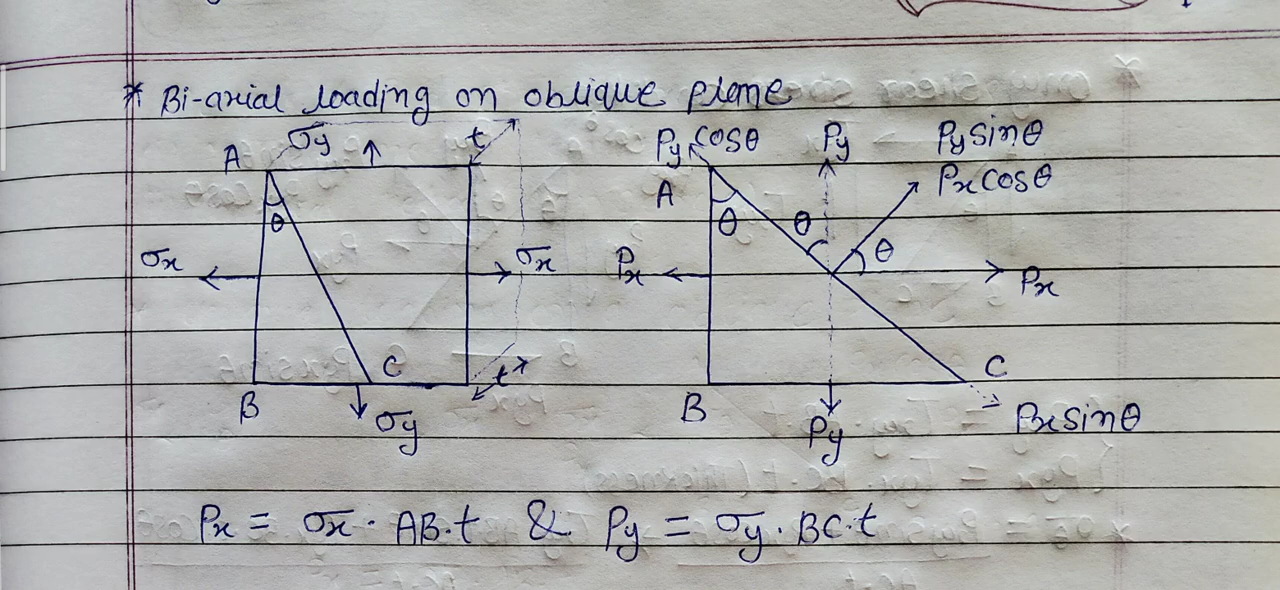 * Bi-axial loading on oblique plane
σy t Py cosθ Py Py sinθ
A A Px cosθ
θ θ θ θ
σx σx Px Px
C C
B t B Px sinθ
σy Py
Px = σx · AB·t & Py = σy · BC·t